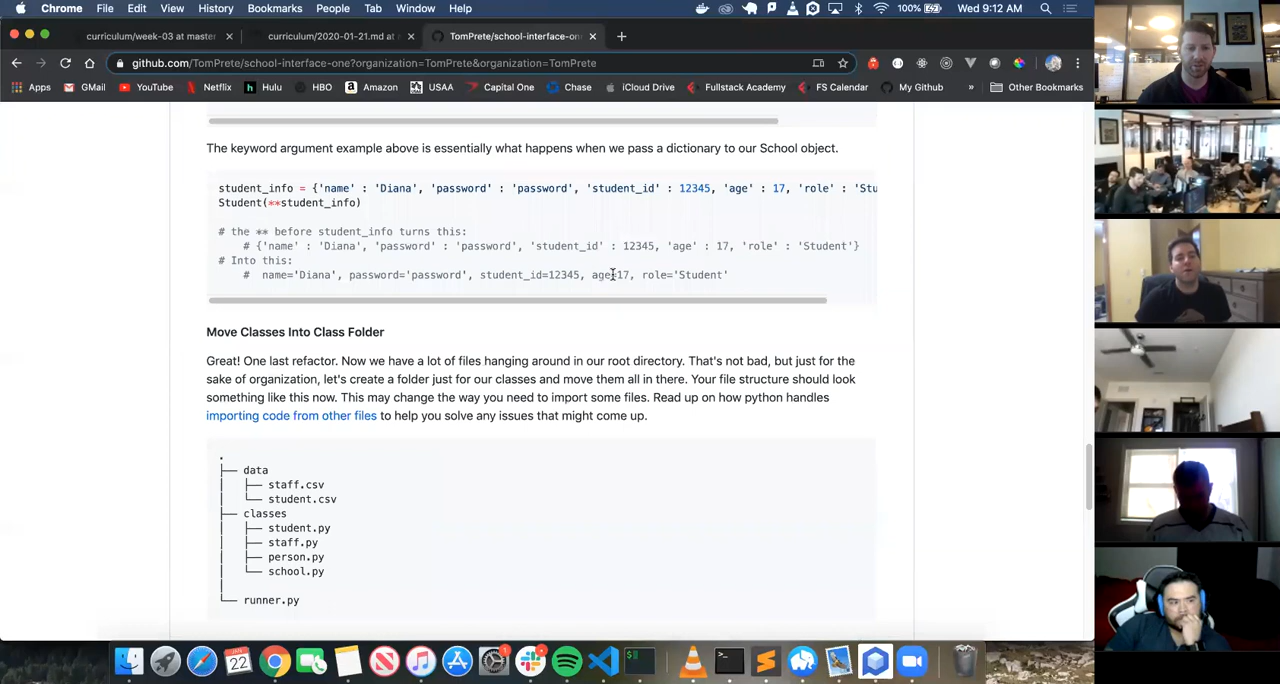 Chrome File Edit View History Bookmarks People Tab Window Help 100% Wed 9:12 AM
curriculum/week-03 at master curriculum/2020-01-21.md at m TomPrete/school-interface-one
github.com/TomPrete/school-interface-one?organization=TomPrete&organization=TomPrete
Apps GMail YouTube Netflix Hulu HBO Amazon USAA Capital One Chase iCloud Drive Fullstack Academy FS Calendar My Github » Other Bookmarks
The keyword argument example above is essentially what happens when we pass a dictionary to our School object.
student_info = {'name' : 'Diana', 'password' : 'password', 'student_id' : 12345, 'age' : 17, 'role' : 'Stu
Student(**student_info)
# the ** before student_info turns this:
# {'name' : 'Diana', 'password' : 'password', 'student_id' : 12345, 'age' : 17, 'role' : 'Student'}
# Into this:
# name='Diana', password='password', student_id=12345, age=17, role='Student'
Move Classes Into Class Folder
Great! One last refactor. Now we have a lot of files hanging around in our root directory. That's not bad, but just for the
sake of organization, let's create a folder just for our classes and move them all in there. Your file structure should look
something like this now. This may change the way you need to import some files. Read up on how python handles
importing code from other files to help you solve any issues that might come up.
.
├── data
│ ├── staff.csv
│ └── student.csv
├── classes
│ ├── student.py
│ ├── staff.py
│ ├── person.py
│ └── school.py
│
└── runner.py
JAN
22